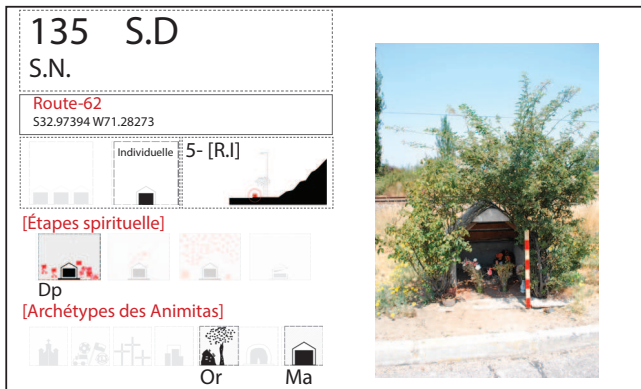 135 S.D
S.N.
Route-62
S32.97394 W71.28273
Individuelle
5- [R.I]
[Étapes spirituelle]
Dp
[Archétypes des Animitas]
Or Ma